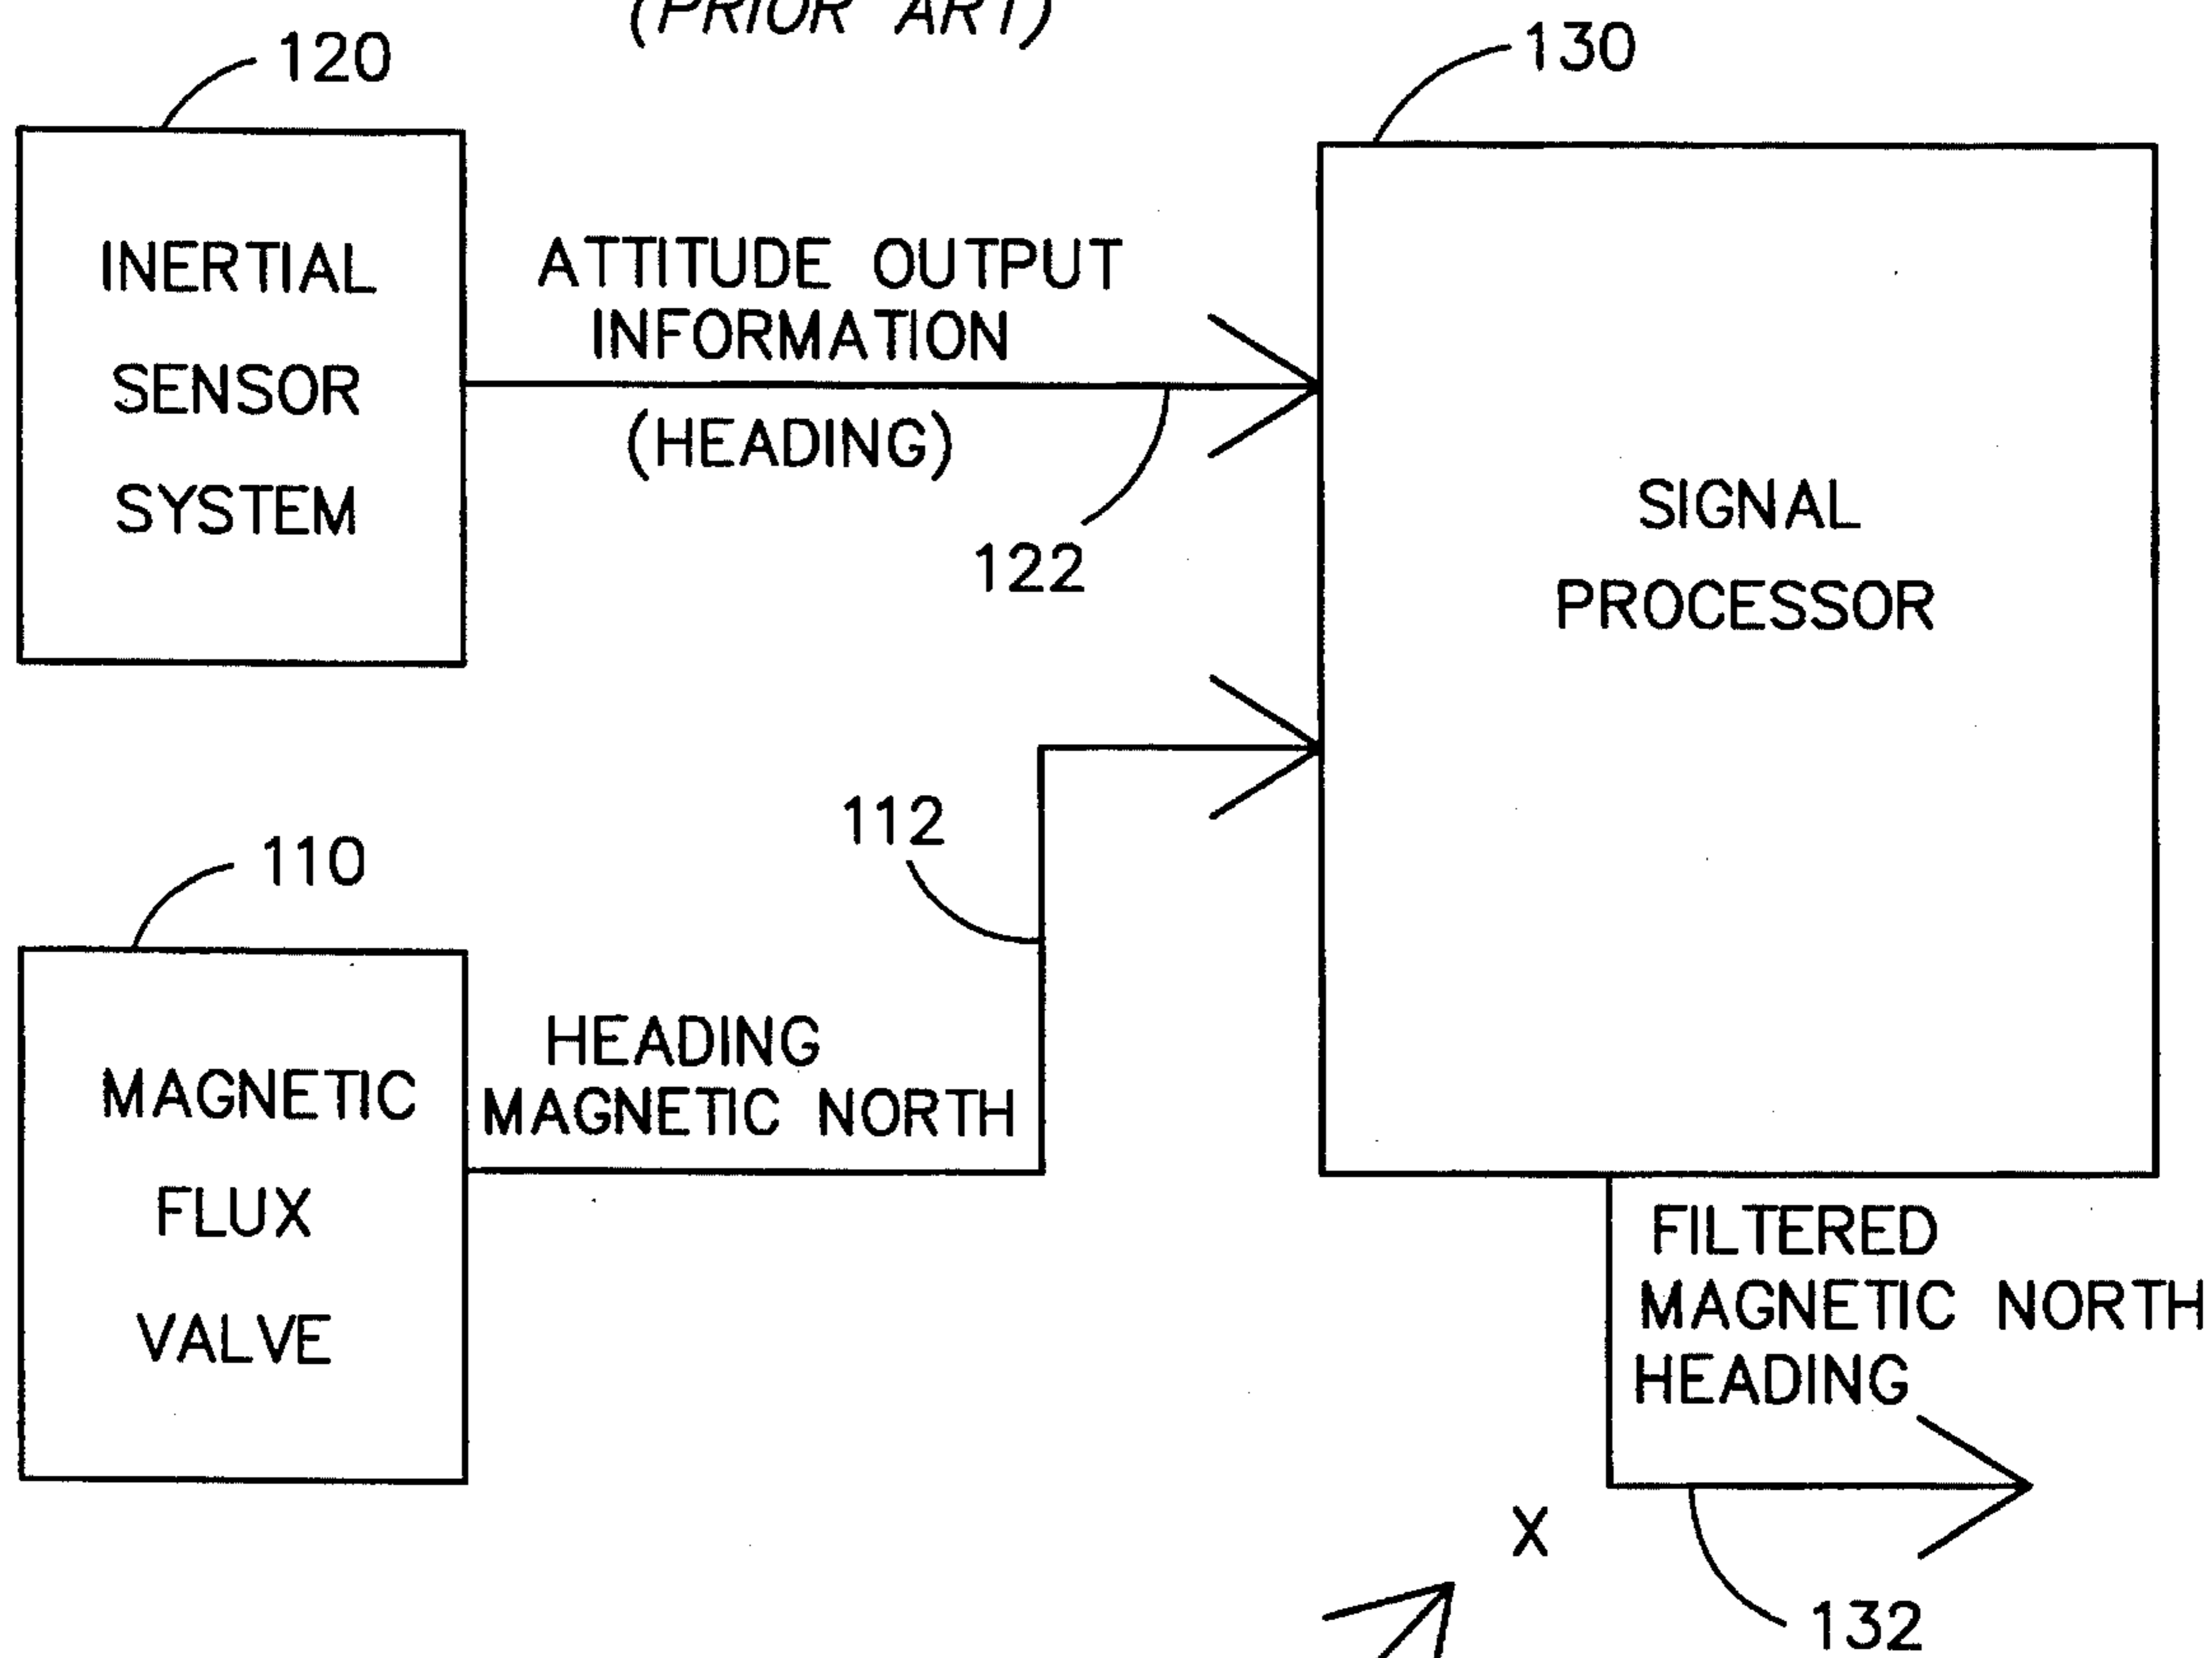 (PRIOR ART)
120
130
INERTIAL
SENSOR
SYSTEM
ATTITUDE OUTPUT
INFORMATION
(HEADING)
122
SIGNAL
PROCESSOR
110
112
MAGNETIC
FLUX
VALVE
HEADING
MAGNETIC NORTH
FILTERED
MAGNETIC NORTH
HEADING
X
132